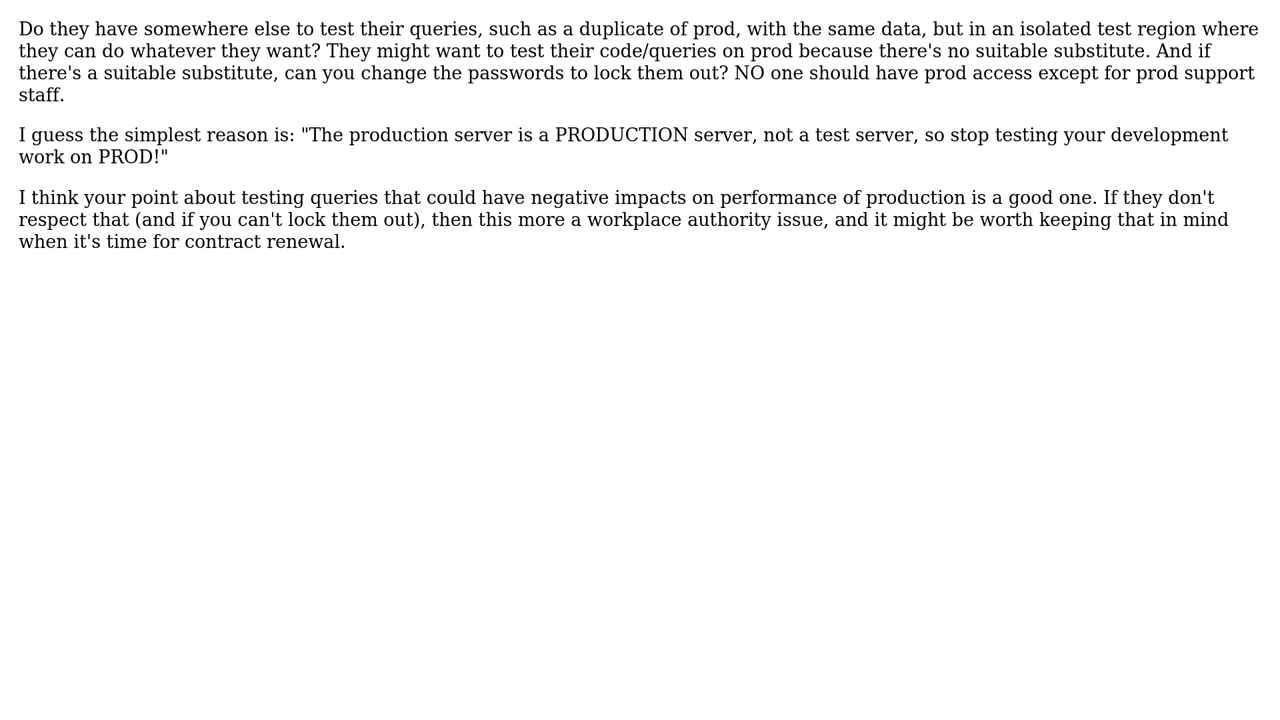 Do they have somewhere else to test their queries, such as a duplicate of prod, with the same data, but in an isolated test region where
they can do whatever they want? They might want to test their code/queries on prod because there's no suitable substitute. And if
there's a suitable substitute, can you change the passwords to lock them out? NO one should have prod access except for prod support
staff.
I guess the simplest reason is: "The production server is a PRODUCTION server, not a test server, so stop testing your development
work on PROD!"
I think your point about testing queries that could have negative impacts on performance of production is a good one. If they don't
respect that (and if you can't lock them out), then this more a workplace authority issue, and it might be worth keeping that in mind
when it's time for contract renewal.